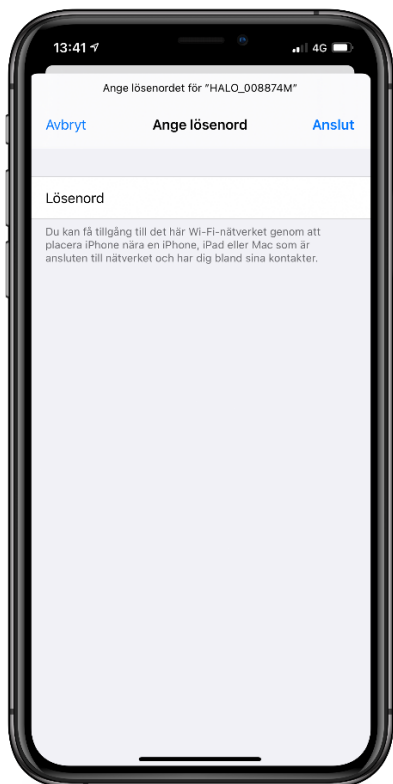 13:41 4G
Ange lösenordet för ”HALO_008874M”
Avbryt Ange lösenord Anslut
Lösenord
Du kan få tillgång till det här Wi-Fi-nätverket genom att
placera iPhone nära en iPhone, iPad eller Mac som är
ansluten till nätverket och har dig bland sina kontakter.